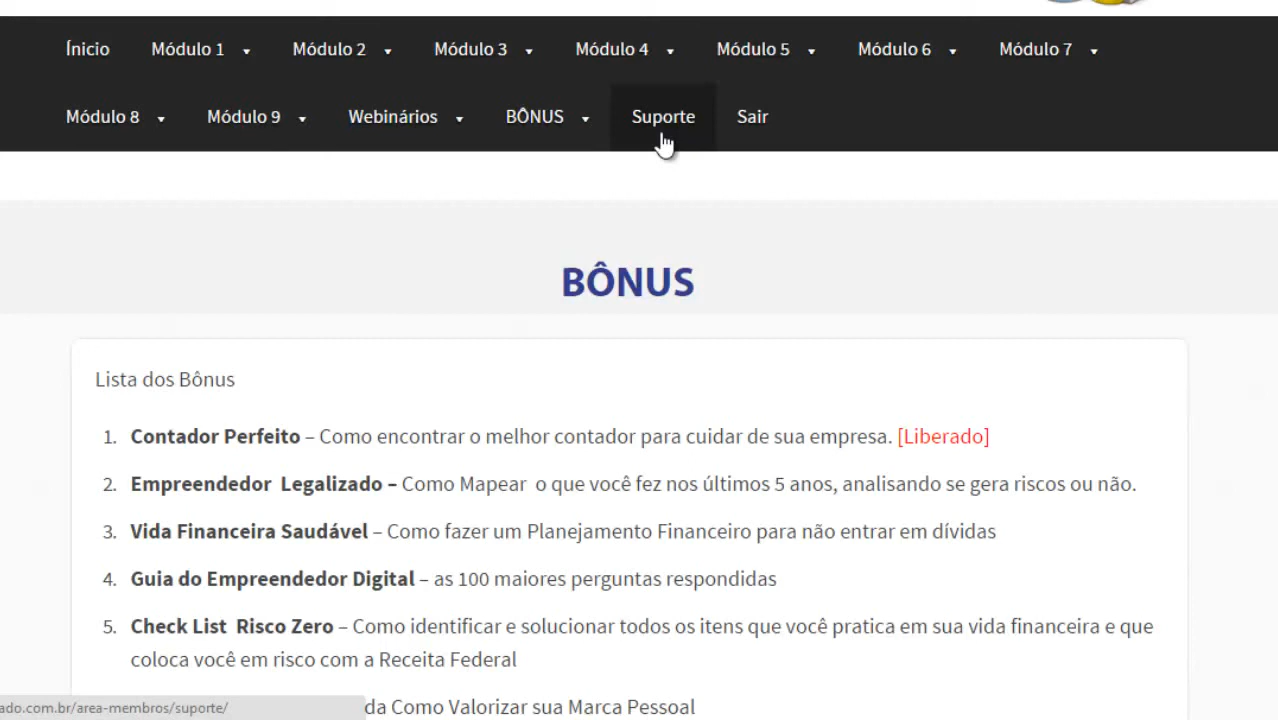 Ínicio Módulo 1 Módulo 2 Módulo 3 Módulo 4 Módulo 5 Módulo 6 Módulo 7
Módulo 8 Módulo 9 Webinários BÔNUS Suporte Sair
BÔNUS
Lista dos Bônus
1. Contador Perfeito – Como encontrar o melhor contador para cuidar de sua empresa. [Liberado]
2. Empreendedor Legalizado – Como Mapear o que você fez nos últimos 5 anos, analisando se gera riscos ou não.
3. Vida Financeira Saudável – Como fazer um Planejamento Financeiro para não entrar em dívidas
4. Guia do Empreendedor Digital – as 100 maiores perguntas respondidas
5. Check List Risco Zero – Como identificar e solucionar todos os itens que você pratica em sua vida financeira e que
coloca você em risco com a Receita Federal
da Como Valorizar sua Marca Pessoal
ado.com.br/area-membros/suporte/